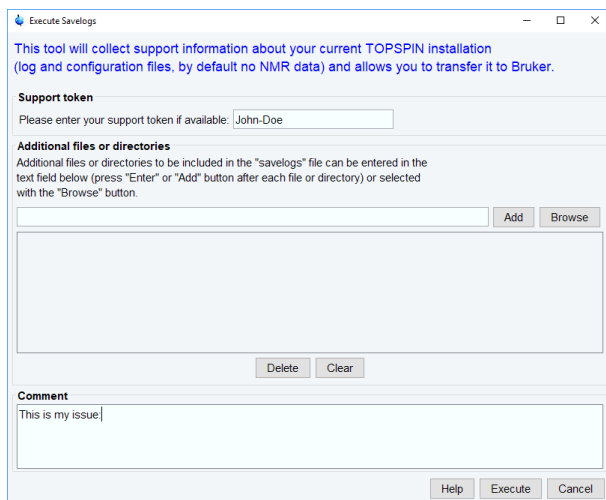 Execute Savelogs
This tool will collect support information about your current TOPSPIN installation
(log and configuration files, by default no NMR data) and allows you to transfer it to Bruker.
Support token
Please enter your support token if available: John-Doe
Additional files or directories
Additional files or directories to be included in the "savelogs" file can be entered in the
text field below (press "Enter" or "Add" button after each file or directory) or selected
with the "Browse" button.
Add Browse
Delete Clear
Comment
This is my issue:
Help Execute Cancel